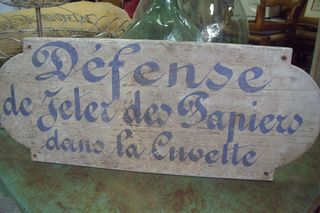 Défense
de Jeter des Papiers
dans la Cuvette